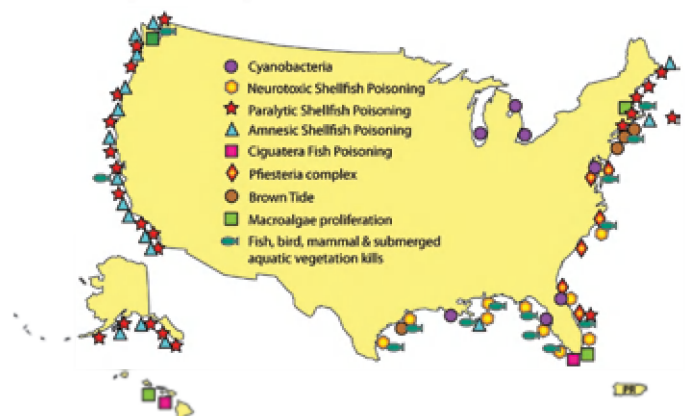 Cyanobacteria
Neurotoxic Shellfish Poisoning
Paralytic Shellfish Poisoning
Amnesic Shellfish Poisoning
Ciguatera Fish Poisoning
Pfiesteria complex
Brown Tide
Macroalgae proliferation
Fish, bird, mammal & submerged
aquatic vegetation kills
PR